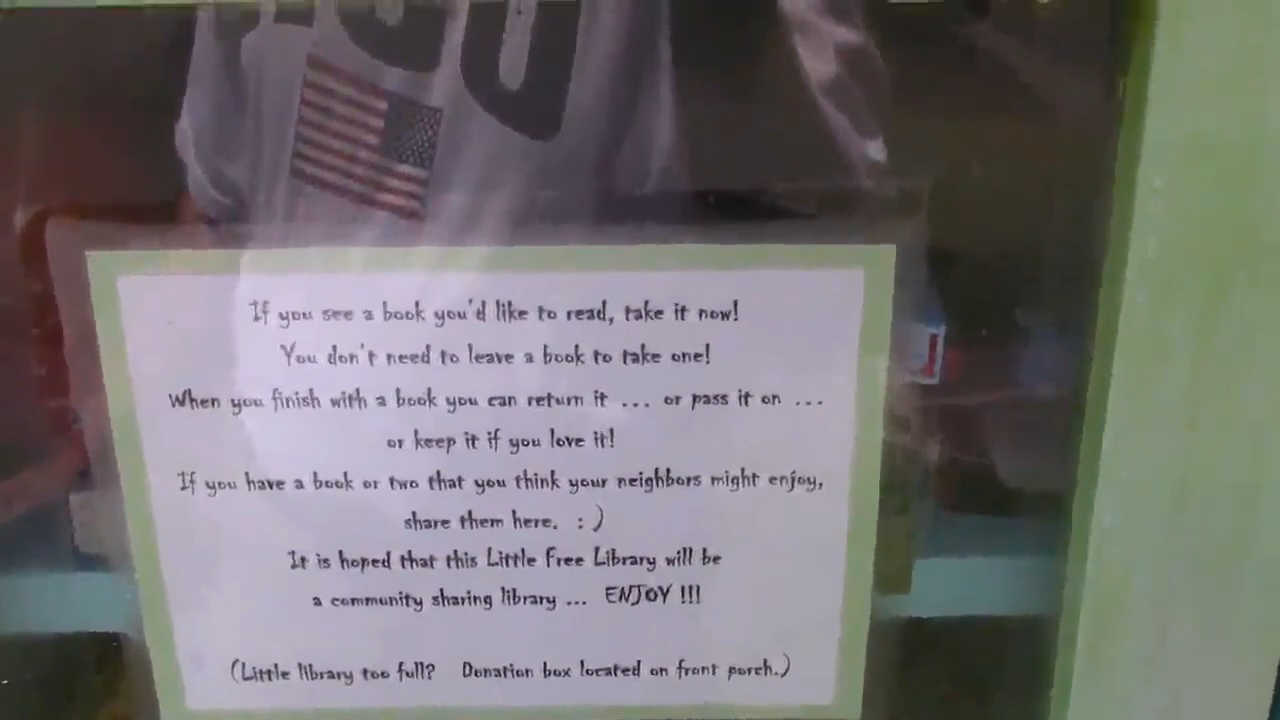 If you see a book you'd like to read, take it now!
You don't need to leave a book to take one!
When you finish with a book you can return it ... or pass it on ...
or keep it if you love it!
If you have a book or two that you think your neighbors might enjoy,
share them here. : )
It is hoped that this Little Free Library will be
a community sharing library ... ENJOY !!!
(Little library too full? Donation box located on front porch.)